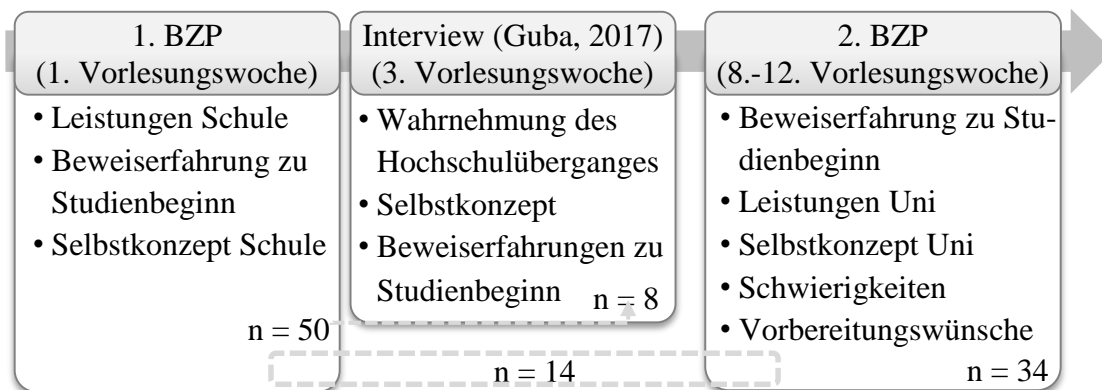 1. BZP
(1. Vorlesungswoche)
• Leistungen Schule
• Beweiserfahrung zu
Studienbeginn
• Selbstkonzept Schule
n = 50
Interview (Guba, 2017)
(3. Vorlesungswoche)
• Wahrnehmung des
Hochschulüberganges
• Selbstkonzept
• Beweiserfahrungen zu
Studienbeginn
n = 8
2. BZP
(8.-12. Vorlesungswoche)
• Beweiserfahrung zu Stu-
dienbeginn
• Leistungen Uni
• Selbstkonzept Uni
• Schwierigkeiten
• Vorbereitungswünsche
n = 34
n = 14